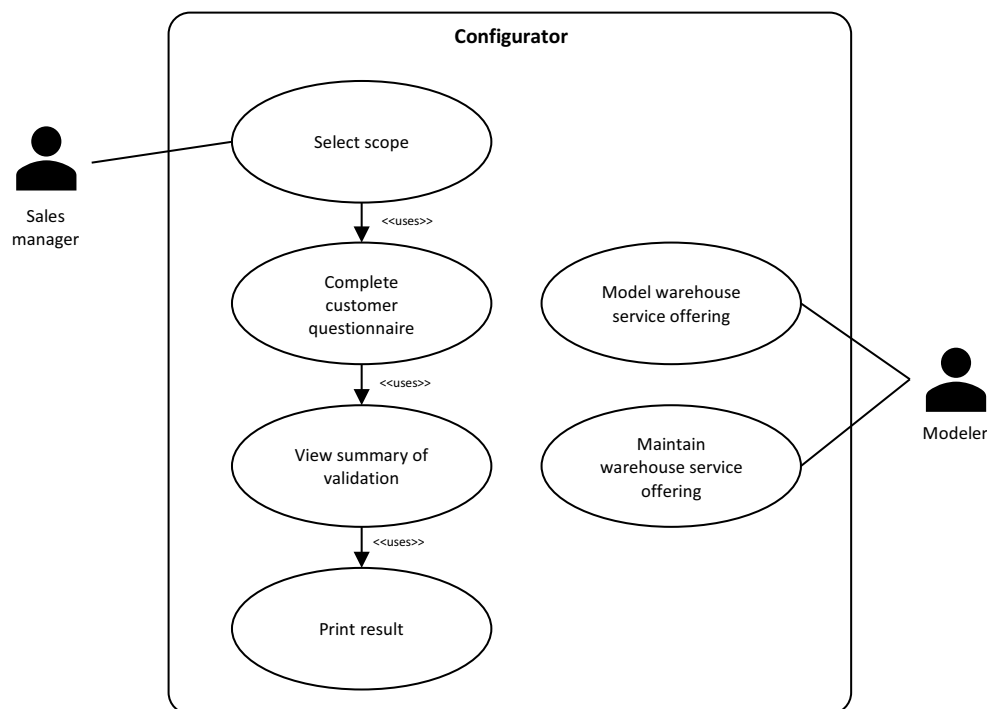 Configurator
Select scope
Sales
manager
<<uses>>
Complete
customer
questionnaire
Model warehouse
service offering
<<uses>>
Modeler
View summary of
validation
Maintain
warehouse service
offering
<<uses>>
Print result